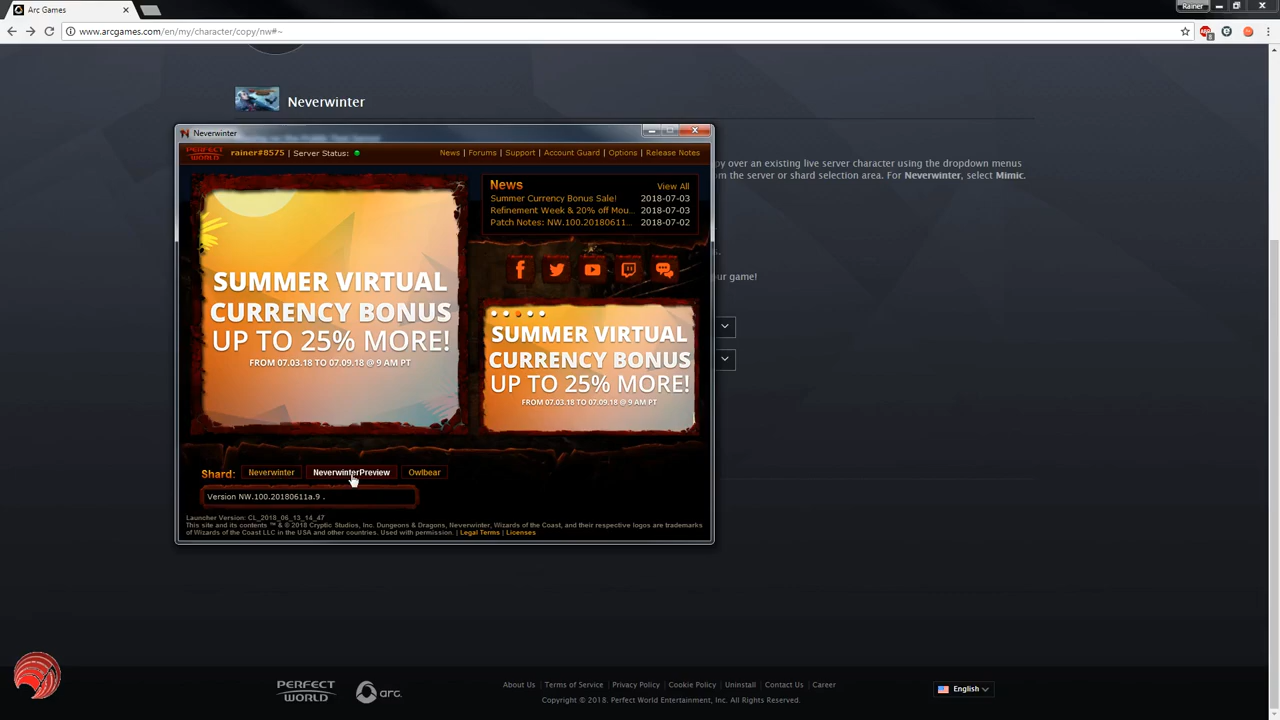 Arc Games
Rainer
www.arcgames.com/en/my/character/copy/nw#~
Neverwinter
Neverwinter
PERFECT WORLD
rainer#8575 | Server Status:
News | Forums | Support | Account Guard | Options | Release Notes
py over an existing live server character using the dropdown menus
om the server or shard selection area. For Neverwinter, select Mimic.
our game!
SUMMER VIRTUAL
CURRENCY BONUS
UP TO 25% MORE!
FROM 07.03.18 TO 07.09.18 @ 9 AM PT
News
View All
Summer Currency Bonus Sale! 2018-07-03
Refinement Week & 20% off Mou... 2018-07-03
Patch Notes: NW.100.20180611... 2018-07-02
SUMMER VIRTUAL
CURRENCY BONUS
UP TO 25% MORE!
FROM 07.03.18 TO 07.09.18 @ 9 AM PT
Shard: Neverwinter NeverwinterPreview Owlbear
Version NW.100.20180611a.9 .
Launcher Version: CL_2018_06_13_14_47
This site and its contents ™ & © 2018 Cryptic Studios, Inc. Dungeons & Dragons, Neverwinter, Wizards of the Coast, and their respective logos are trademarks
of Wizards of the Coast LLC in the USA and other countries. Used with permission. | Legal Terms | Licenses
PERFECT WORLD
arc.
About Us | Terms of Service | Privacy Policy | Cookie Policy | Uninstall | Contact Us | Career
Copyright © 2018. Perfect World Entertainment, Inc. All Rights Reserved.
English